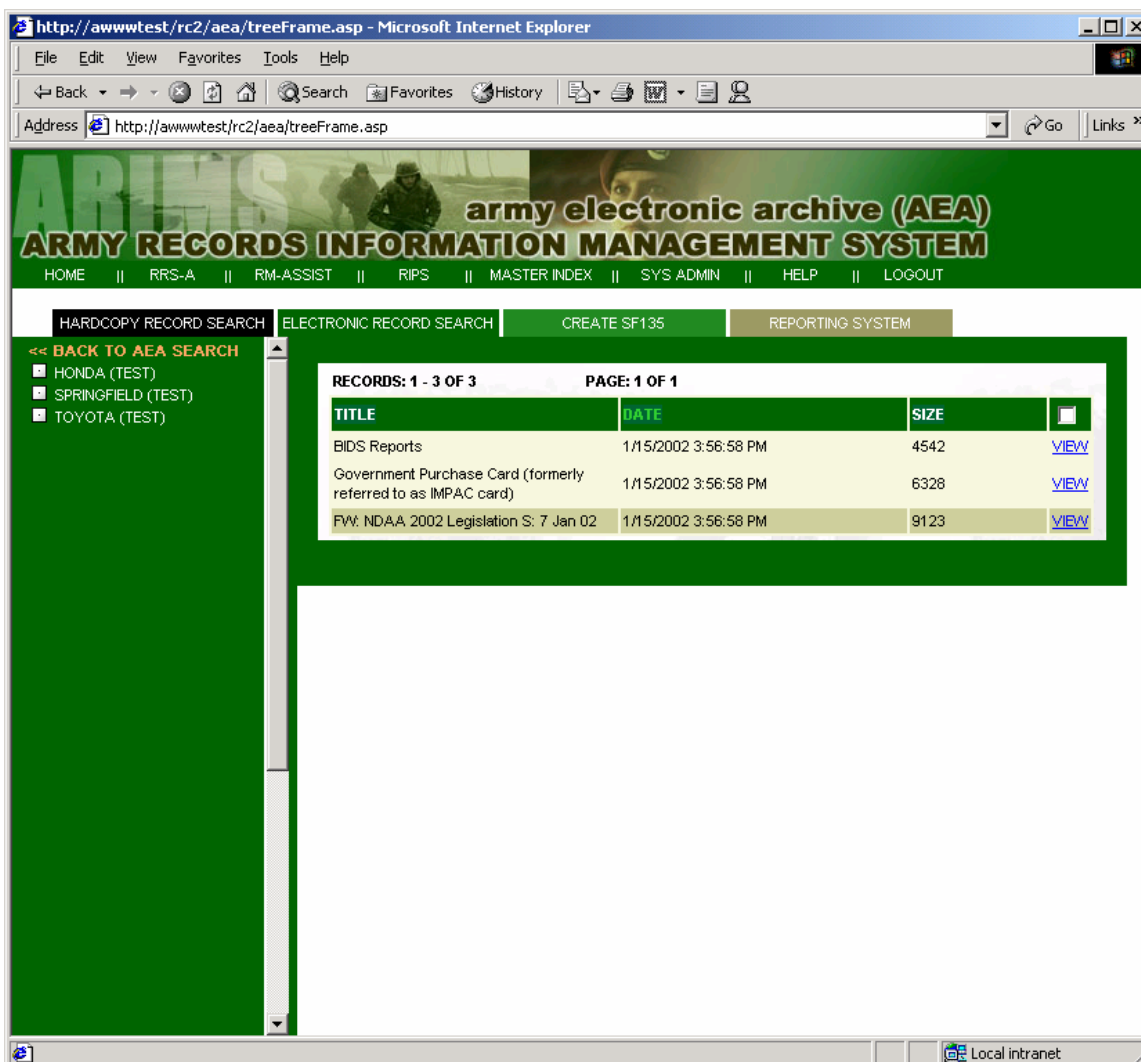 http://awwwtest/rc2/aea/treeFrame.asp - Microsoft Internet Explorer
File Edit View Favorites Tools Help
Back Search Favorites History
Address http://awwwtest/rc2/aea/treeFrame.asp Go Links »
ARIMS
army electronic archive (AEA)
ARMY RECORDS INFORMATION MANAGEMENT SYSTEM
HOME || RRS-A || RM-ASSIST || RIPS || MASTER INDEX || SYS ADMIN || HELP || LOGOUT
HARDCOPY RECORD SEARCH ELECTRONIC RECORD SEARCH CREATE SF135 REPORTING SYSTEM
<< BACK TO AEA SEARCH
HONDA (TEST)
SPRINGFIELD (TEST)
TOYOTA (TEST)
RECORDS: 1 - 3 OF 3 PAGE: 1 OF 1
TITLE DATE SIZE
BIDS Reports 1/15/2002 3:56:58 PM 4542 VIEW
Government Purchase Card (formerly
referred to as IMPAC card) 1/15/2002 3:56:58 PM 6328 VIEW
FW: NDAA 2002 Legislation S: 7 Jan 02 1/15/2002 3:56:58 PM 9123 VIEW
Local intranet